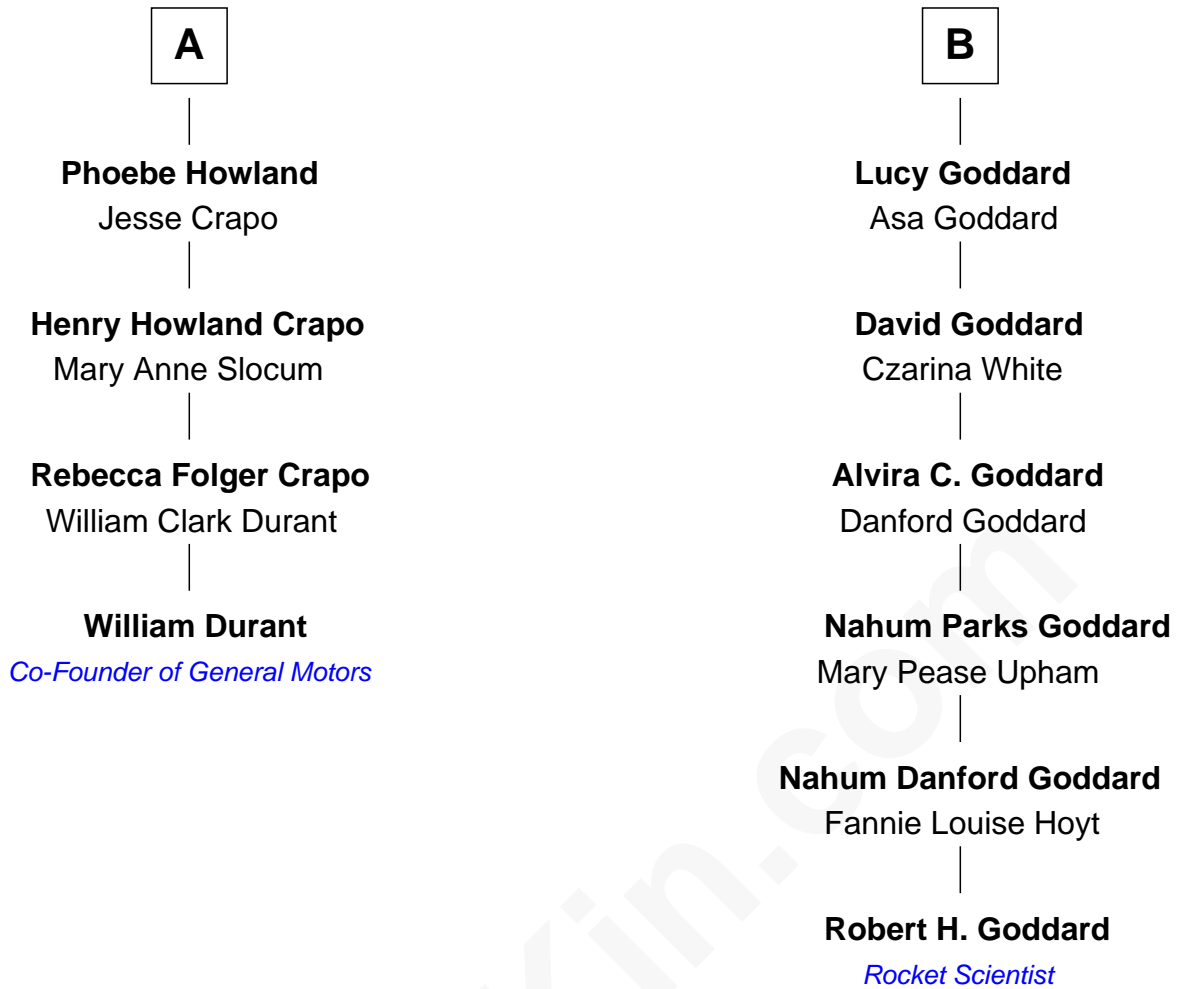 A
Phoebe Howland
Jesse Crapo
Henry Howland Crapo
Mary Anne Slocum
Rebecca Folger Crapo
William Clark Durant
William Durant
Co-Founder of General Motors
B
Lucy Goddard
Asa Goddard
David Goddard
Czarina White
Alvira C. Goddard
Danford Goddard
Nahum Parks Goddard
Mary Pease Upham
Nahum Danford Goddard
Fannie Louise Hoyt
Robert H. Goddard
Rocket Scientist
Kin.com